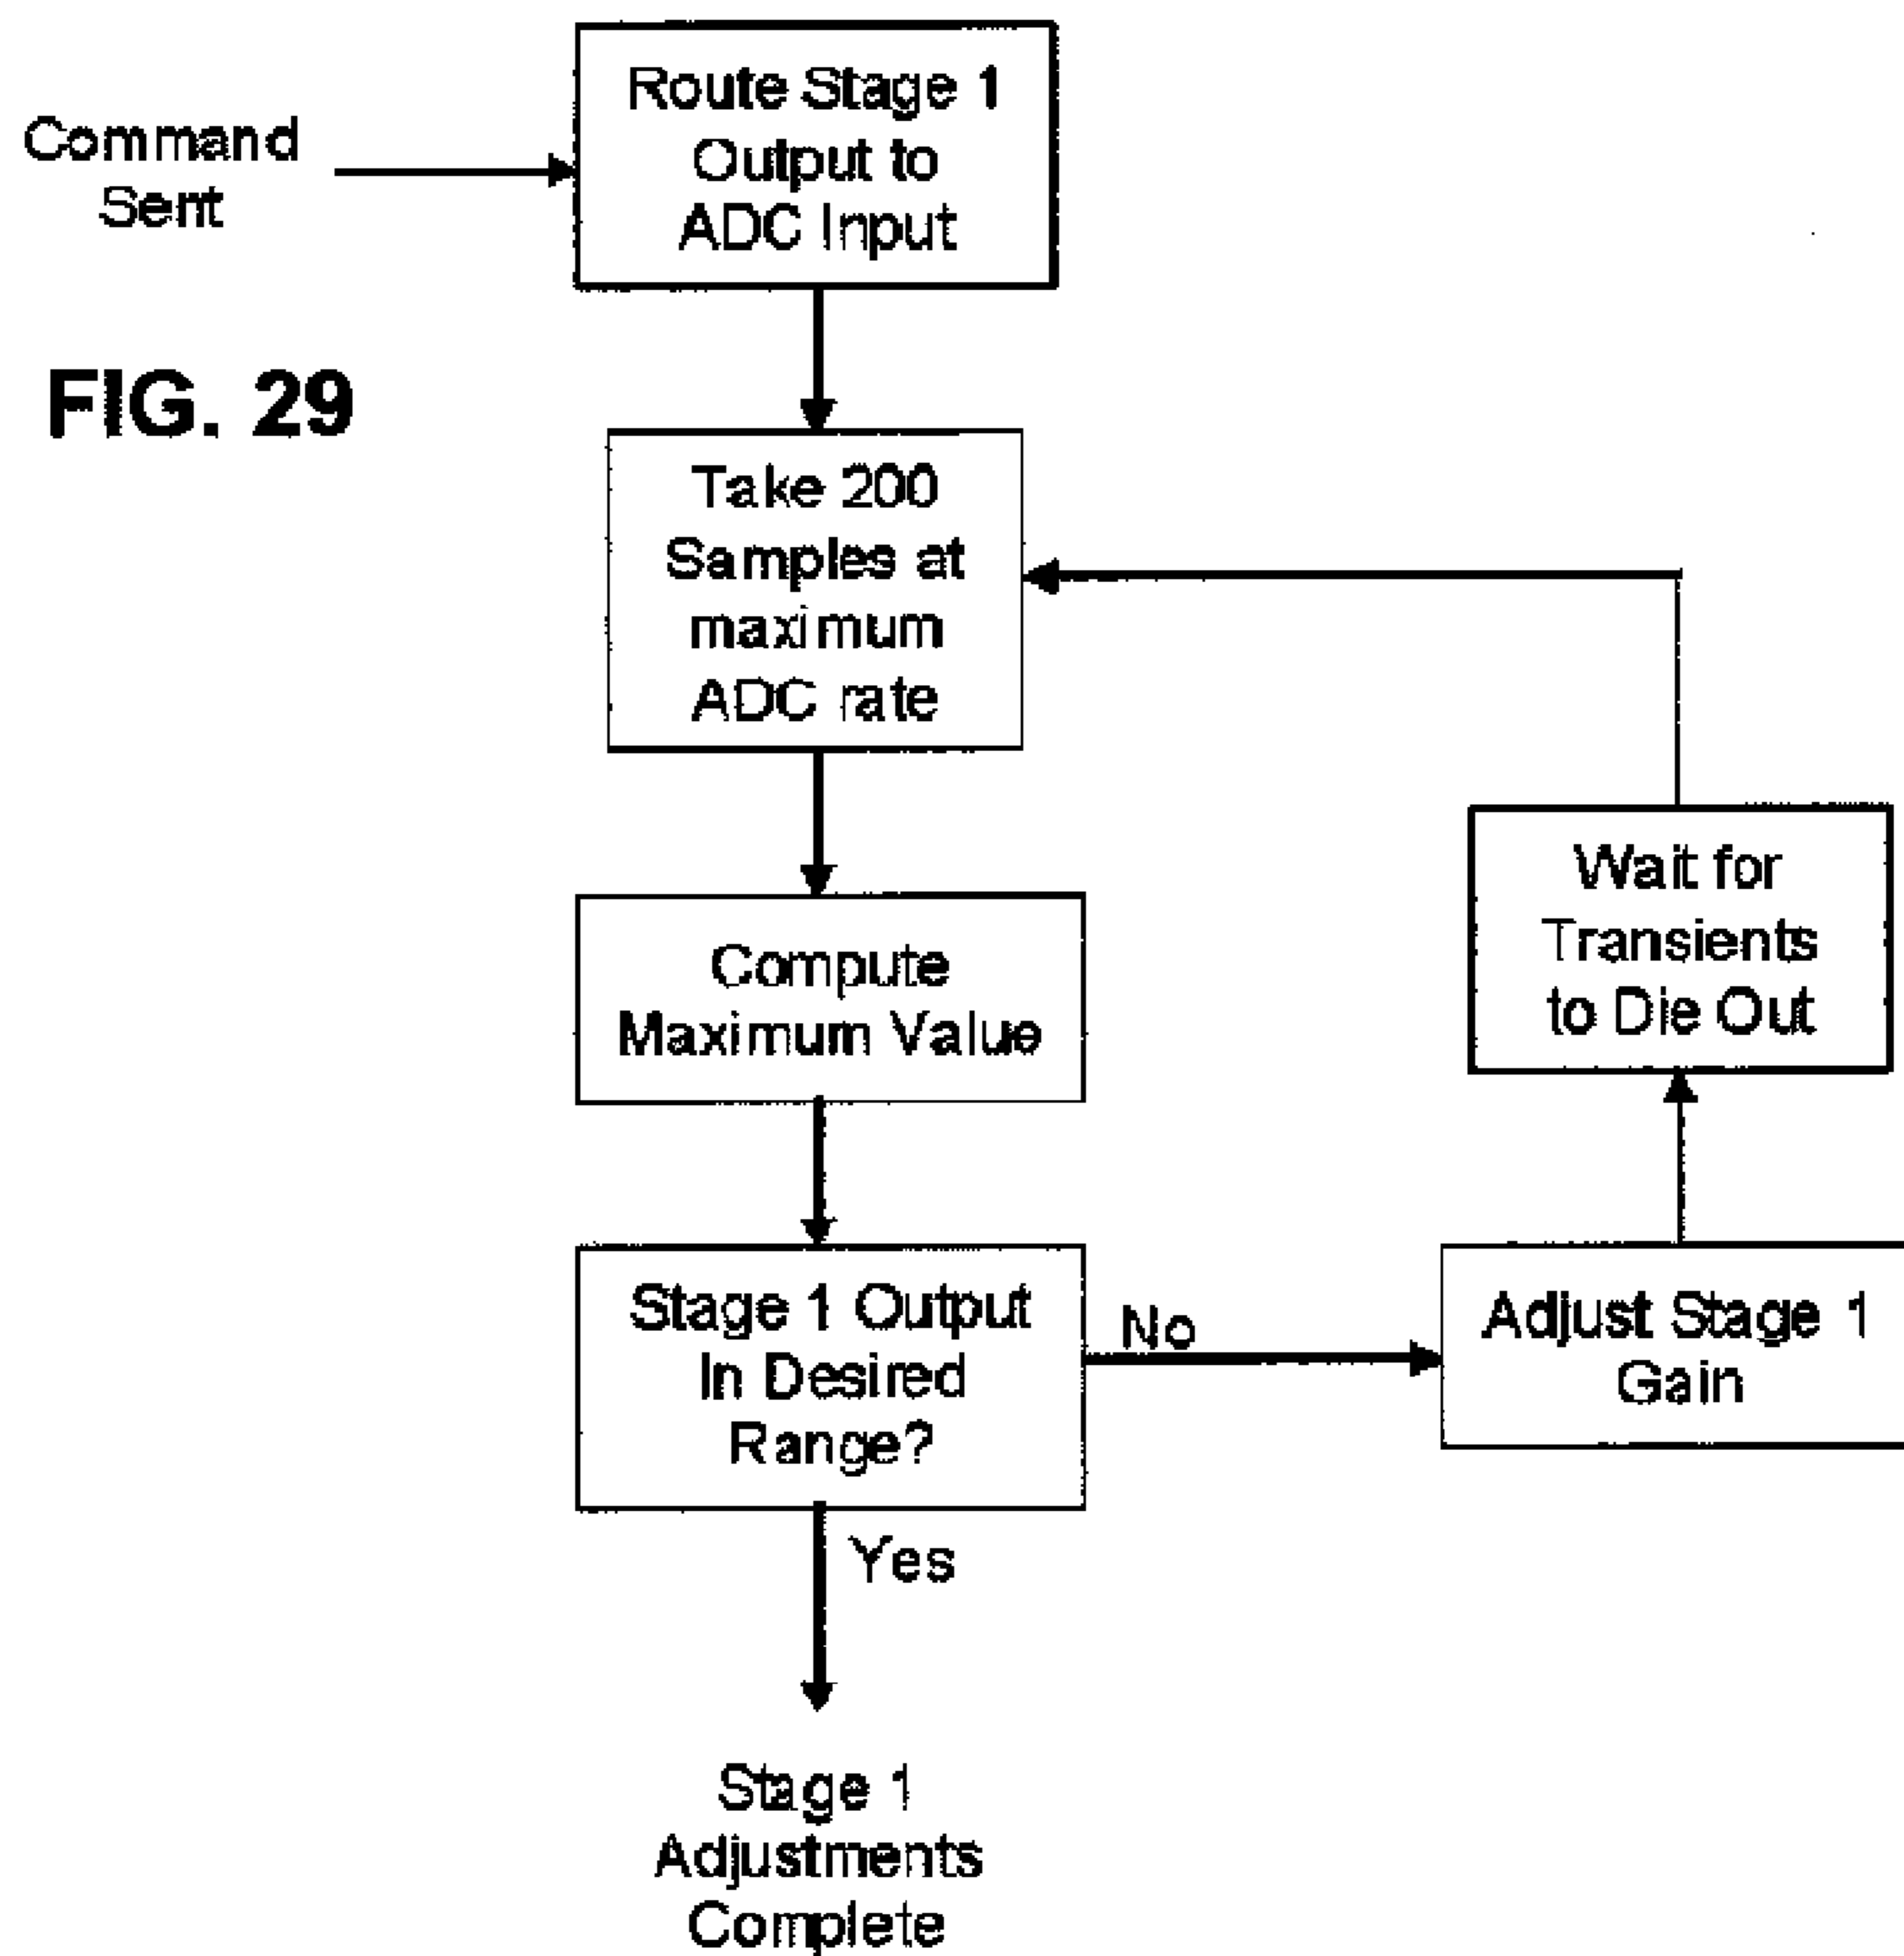 Command
Sent
Route Stage 1
Output to
ADC Input
FIG. 29
Take 200
Samples at
maximum
ADC rate
Compute
Maximum Value
Wait for
Transients
to Die Out
Stage 1 Output
In Desired
Range?
No
Adjust Stage 1
Gain
Yes
Stage 1
Adjustments
Complete